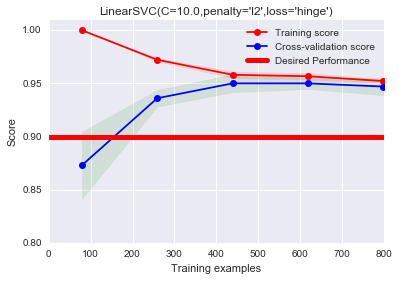 LinearSVC(C=10.0,penalty='l2',loss='hinge')
1.00
0.95
0.90
0.85
0.80
Score
Training score
Cross-validation score
Desired Performance
0 100 200 300 400 500 600 700 800
Training examples